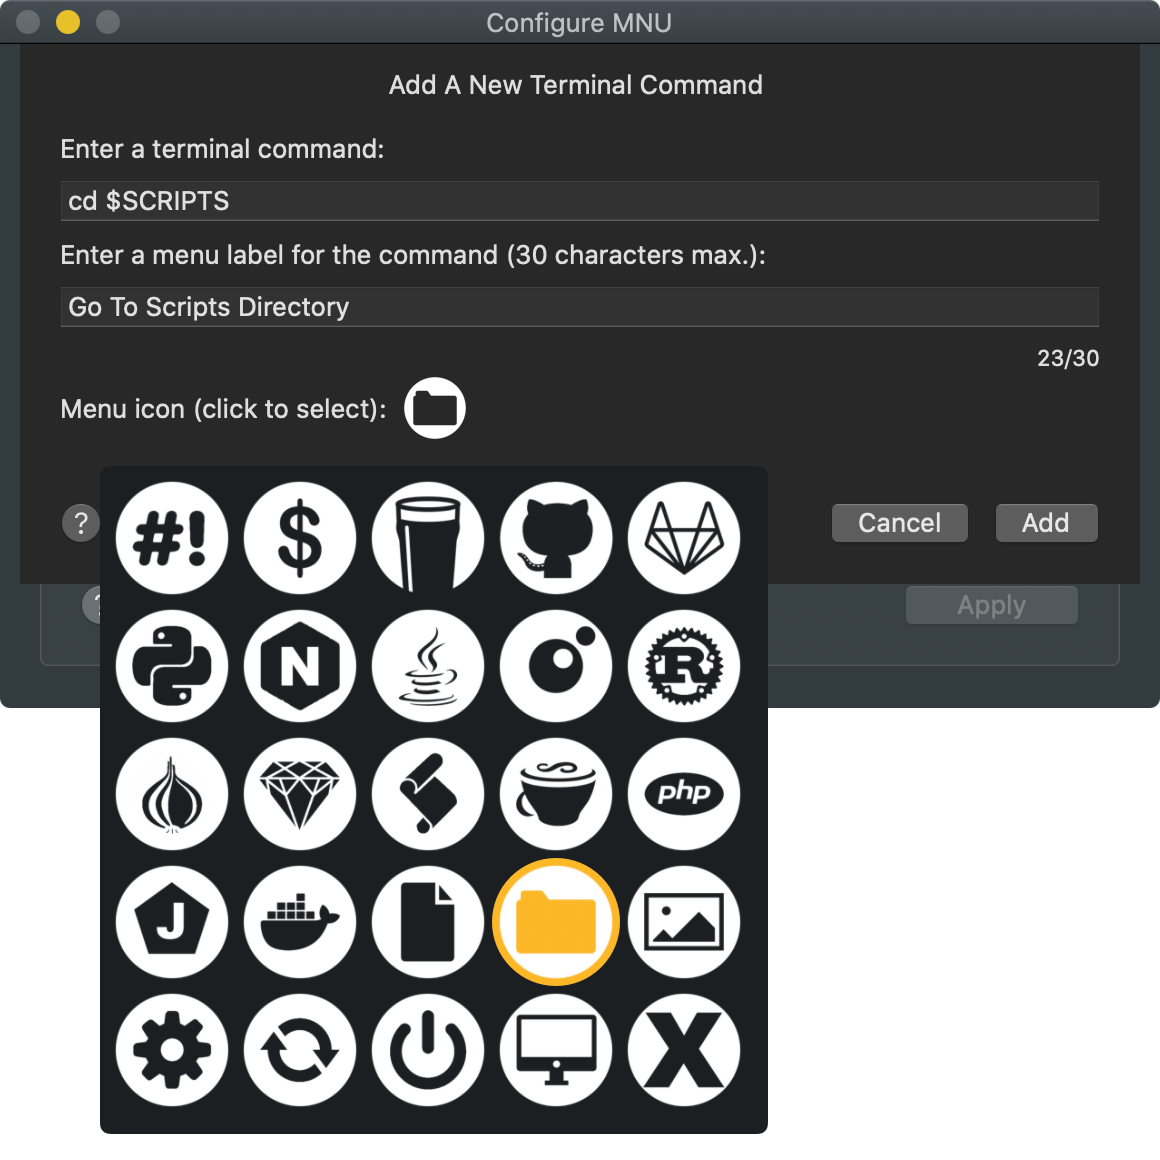 Configure MNU
Add A New Terminal Command
Enter a terminal command:
cd $SCRIPTS
Enter a menu label for the command (30 characters max.):
Go To Scripts Directory
23/30
Menu icon (click to select):
? Cancel Add
? Apply
#! $
N R
php
J
X